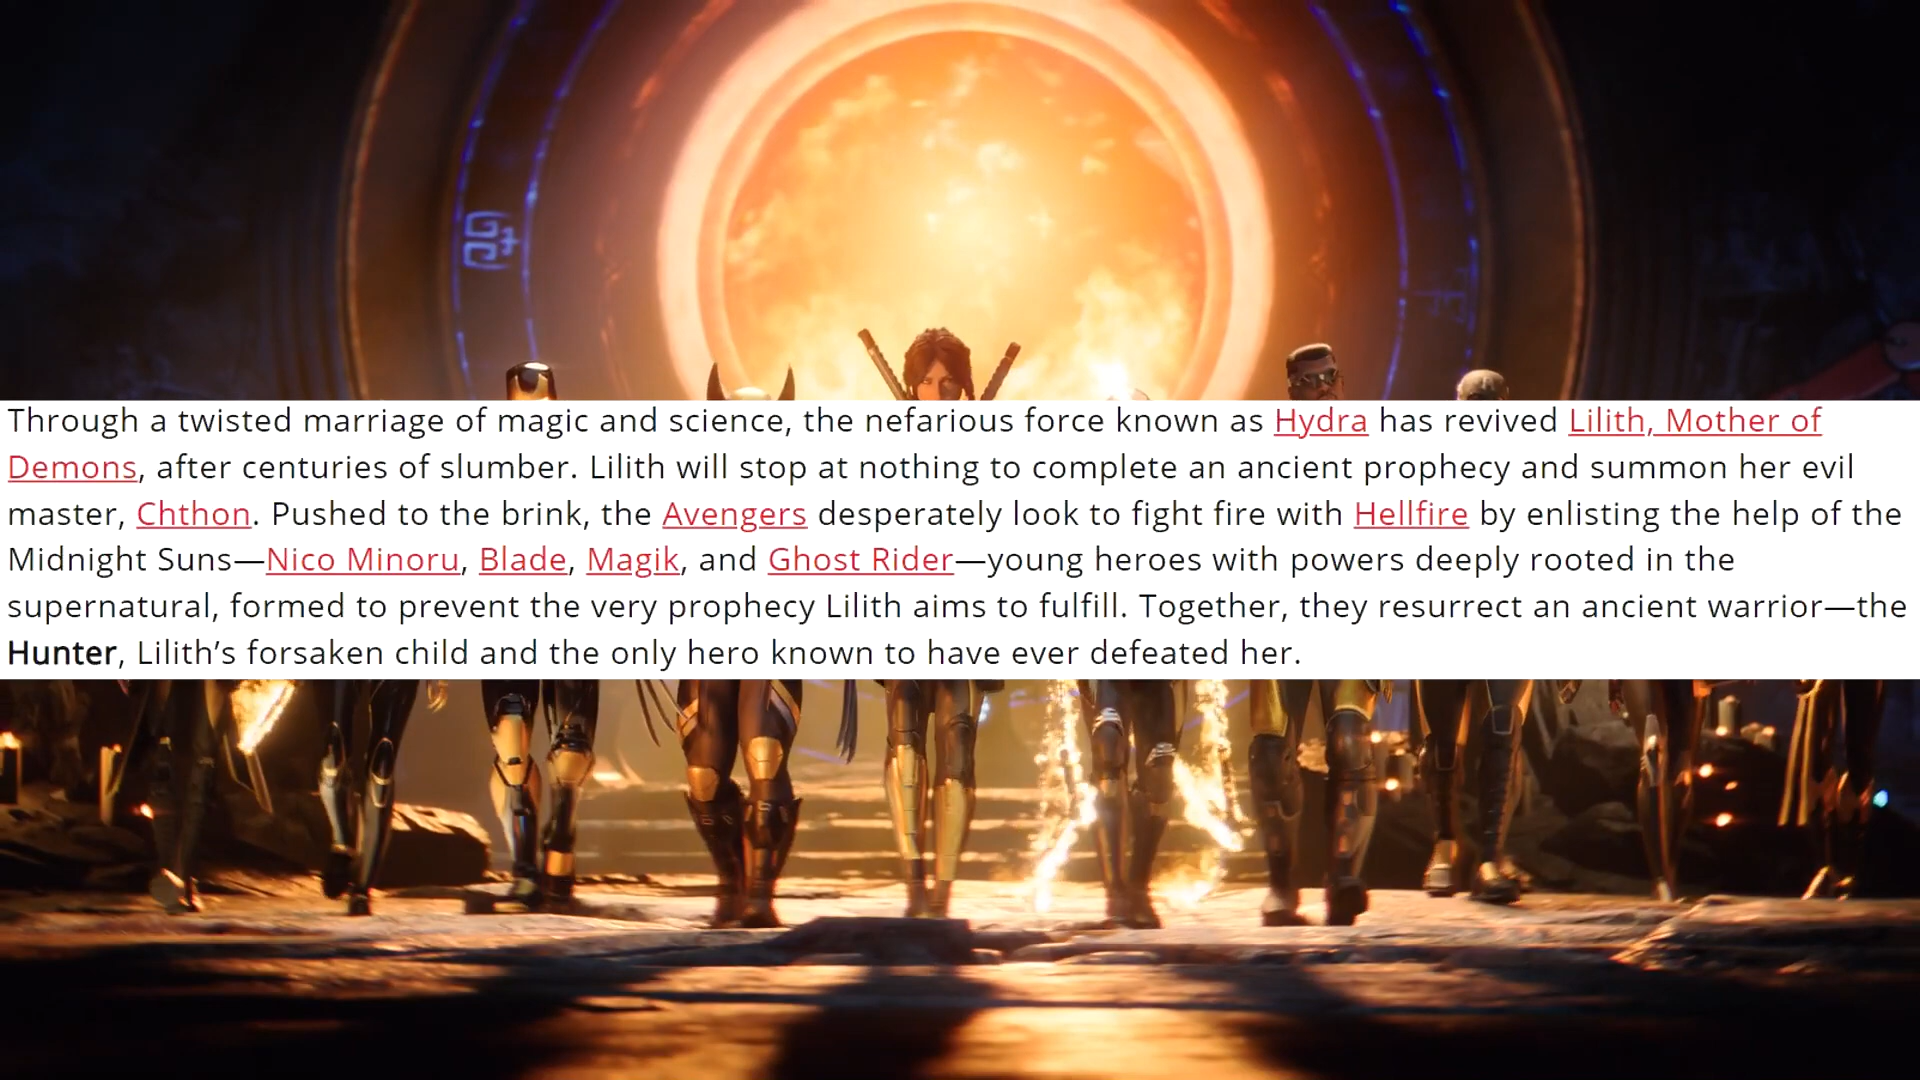 Through a twisted marriage of magic and science, the nefarious force known as Hydra has revived Lilith, Mother of
Demons, after centuries of slumber. Lilith will stop at nothing to complete an ancient prophecy and summon her evil
master, Chthon. Pushed to the brink, the Avengers desperately look to fight fire with Hellfire by enlisting the help of the
Midnight Suns—Nico Minoru, Blade, Magik, and Ghost Rider—young heroes with powers deeply rooted in the
supernatural, formed to prevent the very prophecy Lilith aims to fulfill. Together, they resurrect an ancient warrior—the
Hunter, Lilith’s forsaken child and the only hero known to have ever defeated her.